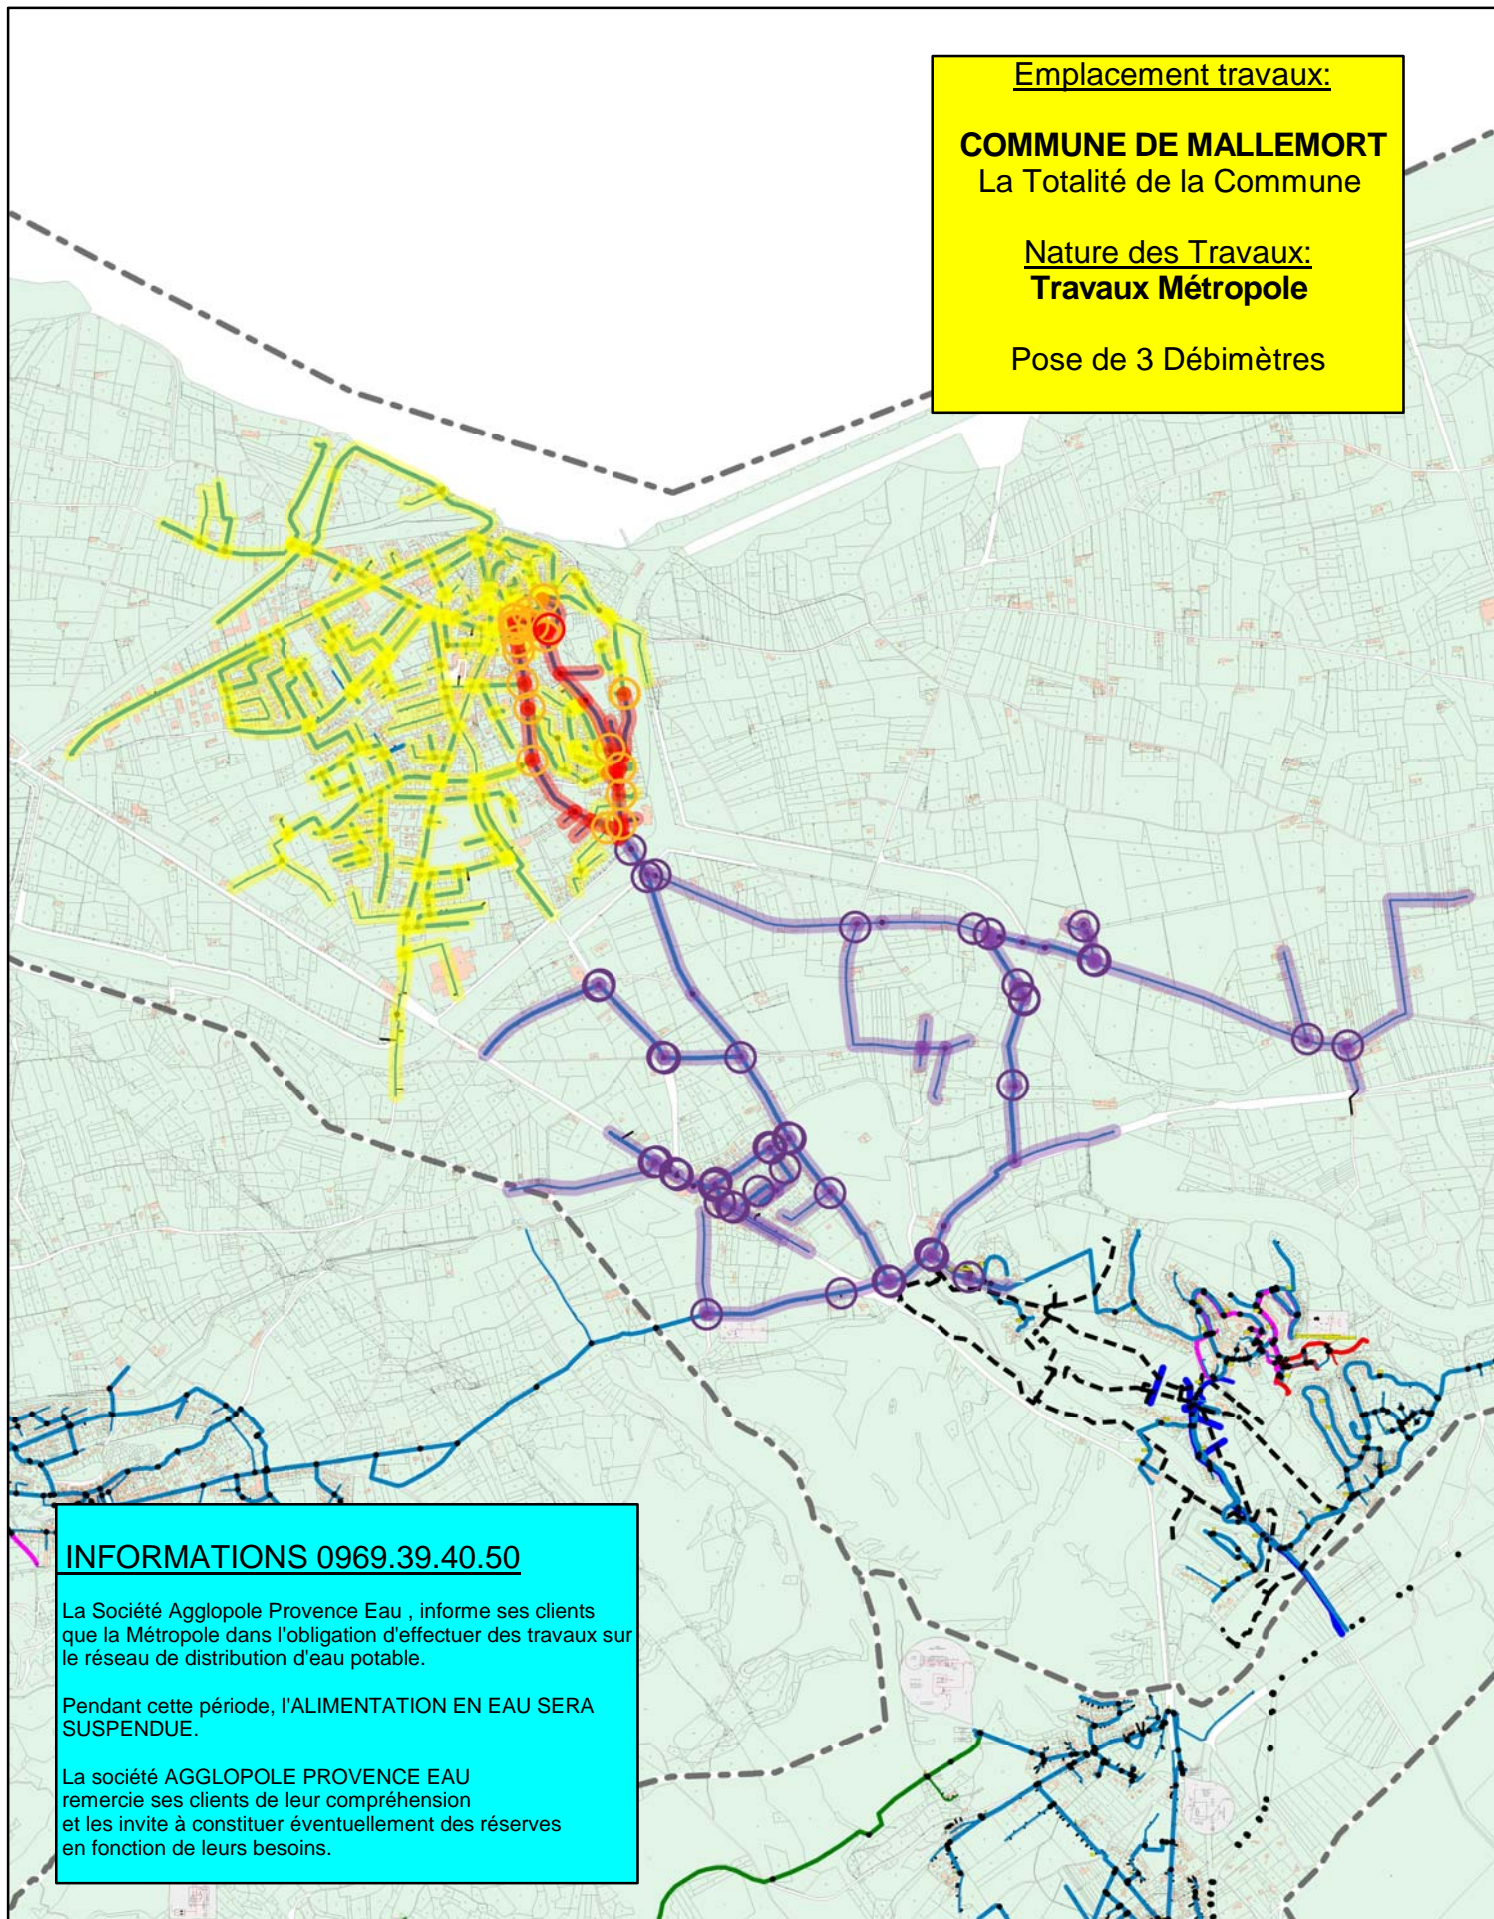 Emplacement travaux:
COMMUNE DE MALLEMORT
La Totalité de la Commune
Nature des Travaux:
Travaux Métropole
Pose de 3 Débimètres
INFORMATIONS 0969.39.40.50
La Société Agglopole Provence Eau , informe ses clients
que la Métropole dans l'obligation d'effectuer des travaux sur
le réseau de distribution d'eau potable.
Pendant cette période, l'ALIMENTATION EN EAU SERA
SUSPENDUE.
La société AGGLOPOLE PROVENCE EAU
remercie ses clients de leur compréhension
et les invite à constituer éventuellement des réserves
en fonction de leurs besoins.